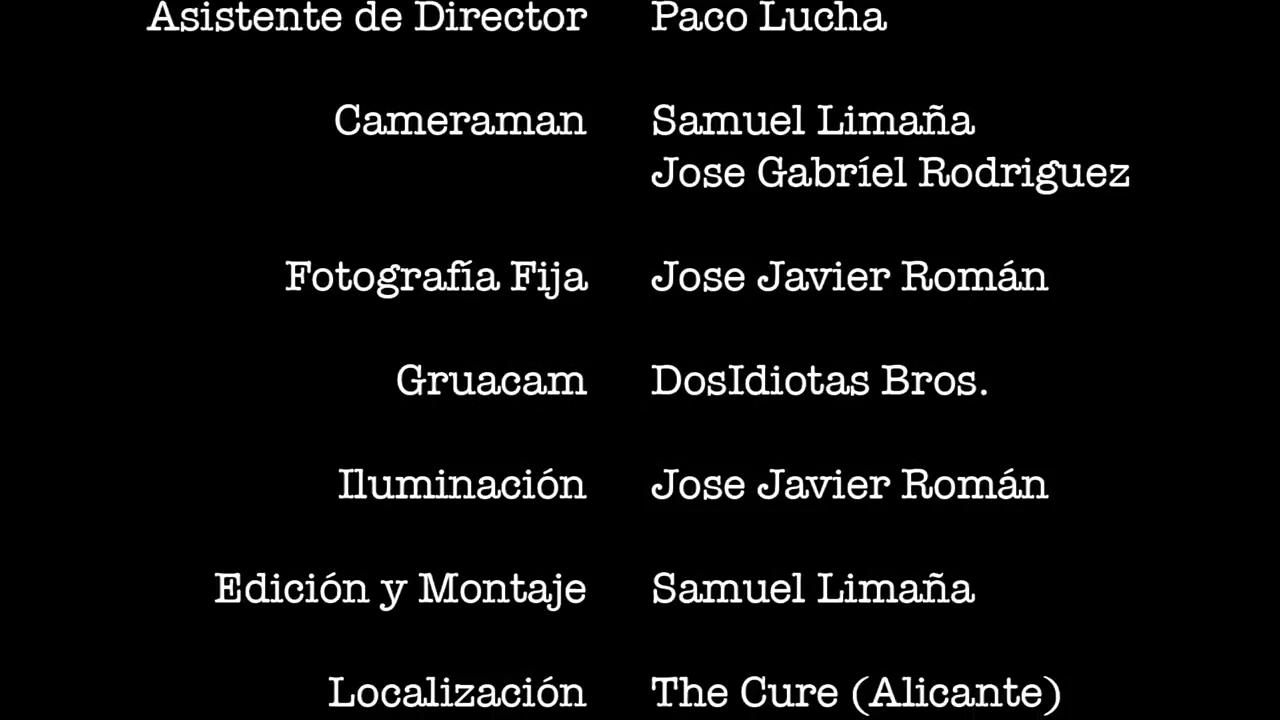 Asistente de Director Paco Lucha
Cameraman Samuel Limaña
Jose Gabríel Rodriguez
Fotografía Fija Jose Javier Román
Gruacam DosIdiotas Bros.
Iluminación Jose Javier Román
Edición y Montaje Samuel Limaña
Localización The Cure (Alicante)